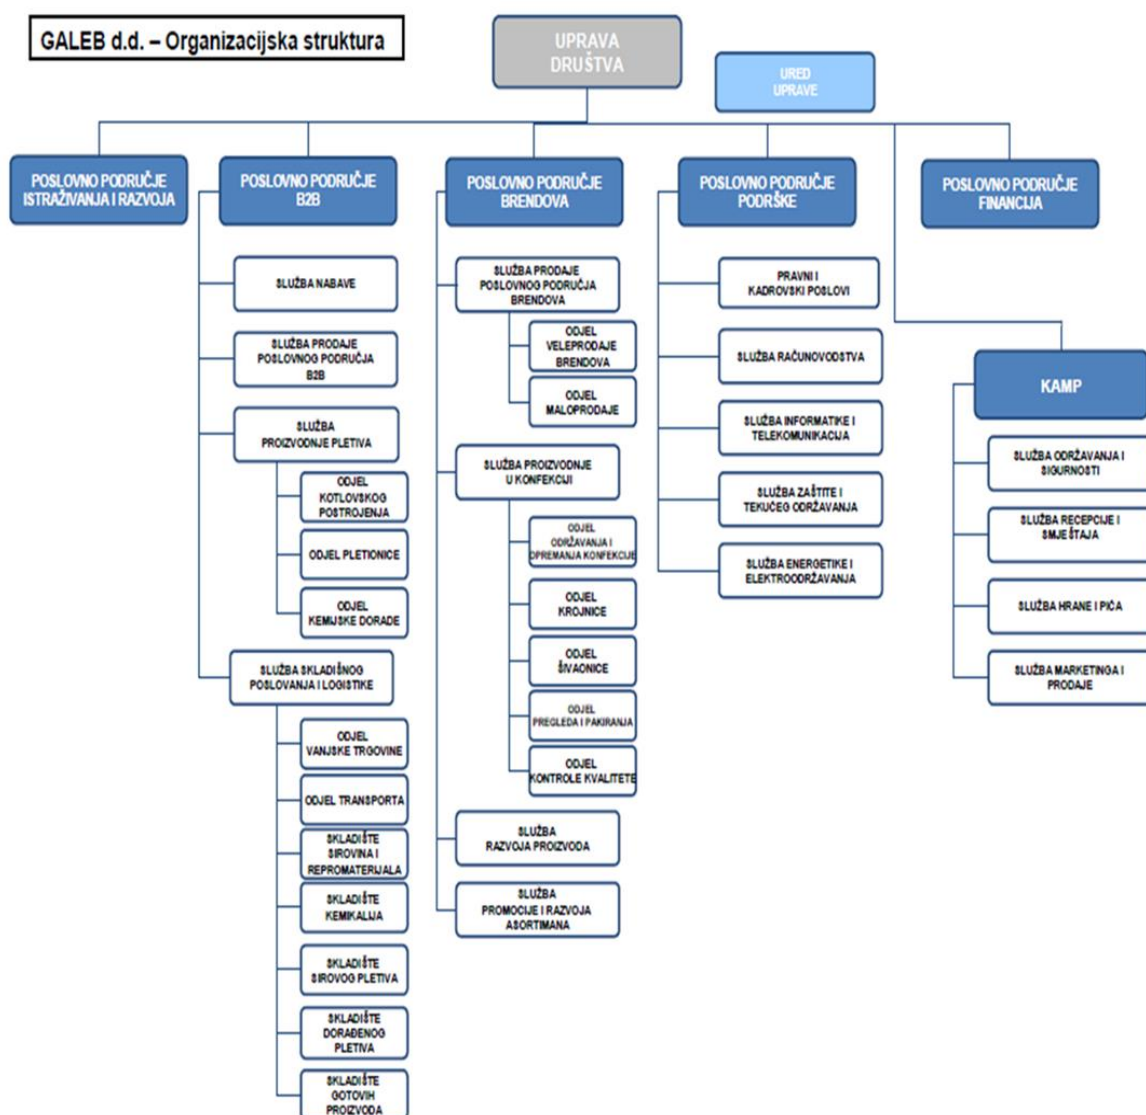 GALEB d.d. – Organizacijska struktura
UPRAVA
DRUŠTVA
URED
UPRAVE
POSLOVNO PODRUČJE
ISTRAŽIVANJA I RAZVOJA
POSLOVNO PODRUČJE
B2B
SLUŽBA NABAVE
SLUŽBA PRODAJE
POSLOVNOG PODRUČJA
B2B
SLUŽBA
PROIZVODNJE PLETIVA
ODJEL
KOTLOVSKOG
POSTROJENJA
ODJEL PLETIONICE
ODJEL
KEMIJSKE DORADE
SLUŽBA SKLADIŠNOG
POSLOVANJA I LOGISTIKE
ODJEL
VANJSKE TRGOVINE
ODJEL TRANSPORTA
SKLADIŠTE
SIROVINA I
REPROMATERIJALA
SKLADIŠTE
KEMIKALIJA
SKLADIŠTE
SIROVOG PLETIVA
SKLADIŠTE
DORAĐENOG
PLETIVA
SKLADIŠTE
GOTOVIH
PROIZVODA
POSLOVNO PODRUČJE
BRENDOVA
SLUŽBA PRODAJE
POSLOVNOG PODRUČJA
BRENDOVA
ODJEL
VELEPRODAJE
BRENDOVA
ODJEL
MALOPRODAJE
SLUŽBA PROIZVODNJE
U KONFEKCIJI
ODJEL
ODRŽAVANJA I
OPREMANJA KONFEKCIJE
ODJEL
KROJNICE
ODJEL
ŠIVAONICE
ODJEL
PREGLEDA I PAKIRANJA
ODJEL
KONTROLE KVALITETE
SLUŽBA
RAZVOJA PROIZVODA
SLUŽBA
PROMOCIJE I RAZVOJA
ASORTIMANA
POSLOVNO PODRUČJE
PODRŠKE
PRAVNI I
KADROVSKI POSLOVI
SLUŽBA RAČUNOVODSTVA
SLUŽBA INFORMATIKE I
TELEKOMUNIKACIJA
SLUŽBA ZAŠTITE I
TEKUĆEG ODRŽAVANJA
SLUŽBA ENERGETIKE I
ELEKTROODRŽAVANJA
POSLOVNO PODRUČJE
FINANCIJA
KAMP
SLUŽBA ODRŽAVANJA I
SIGURNOSTI
SLUŽBA RECEPCIJE I
SMJEŠTAJA
SLUŽBA HRANE I PIĆA
SLUŽBA MARKETINGA I
PRODAJE